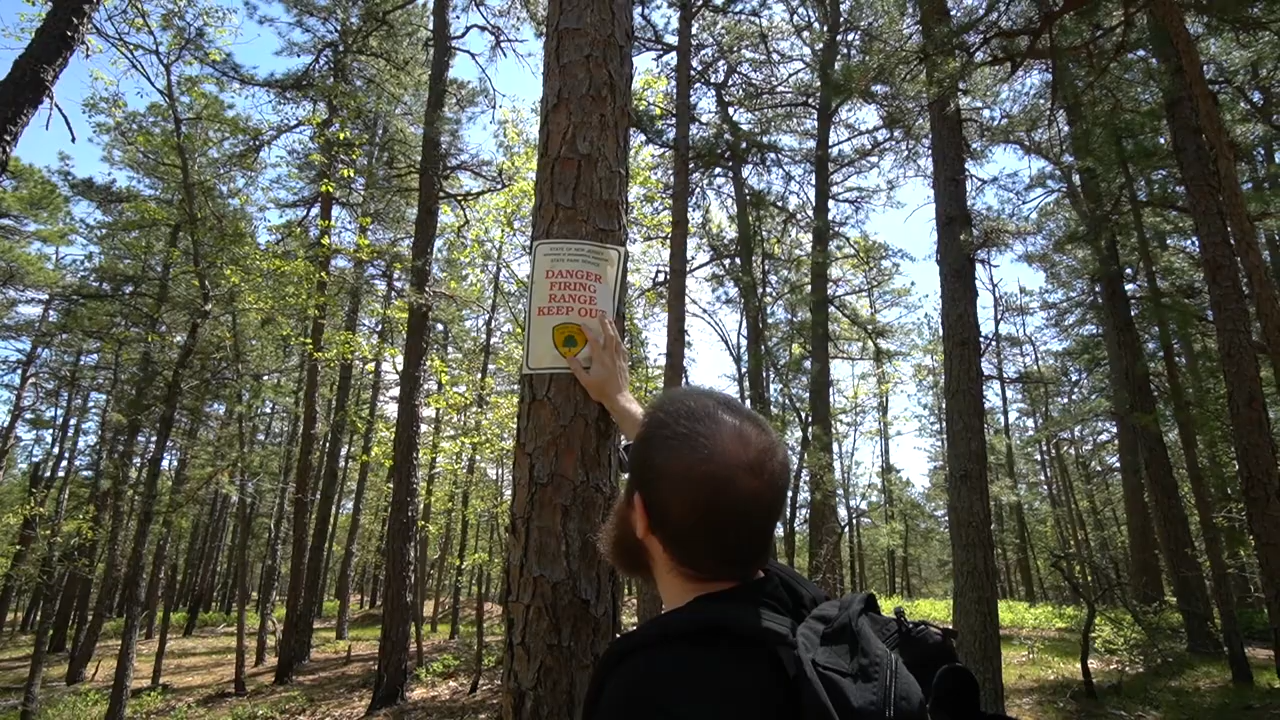 STATE OF NEW JERSEY
STATE PARK SERVICE
DANGER
FIRING
RANGE
KEEP OUT